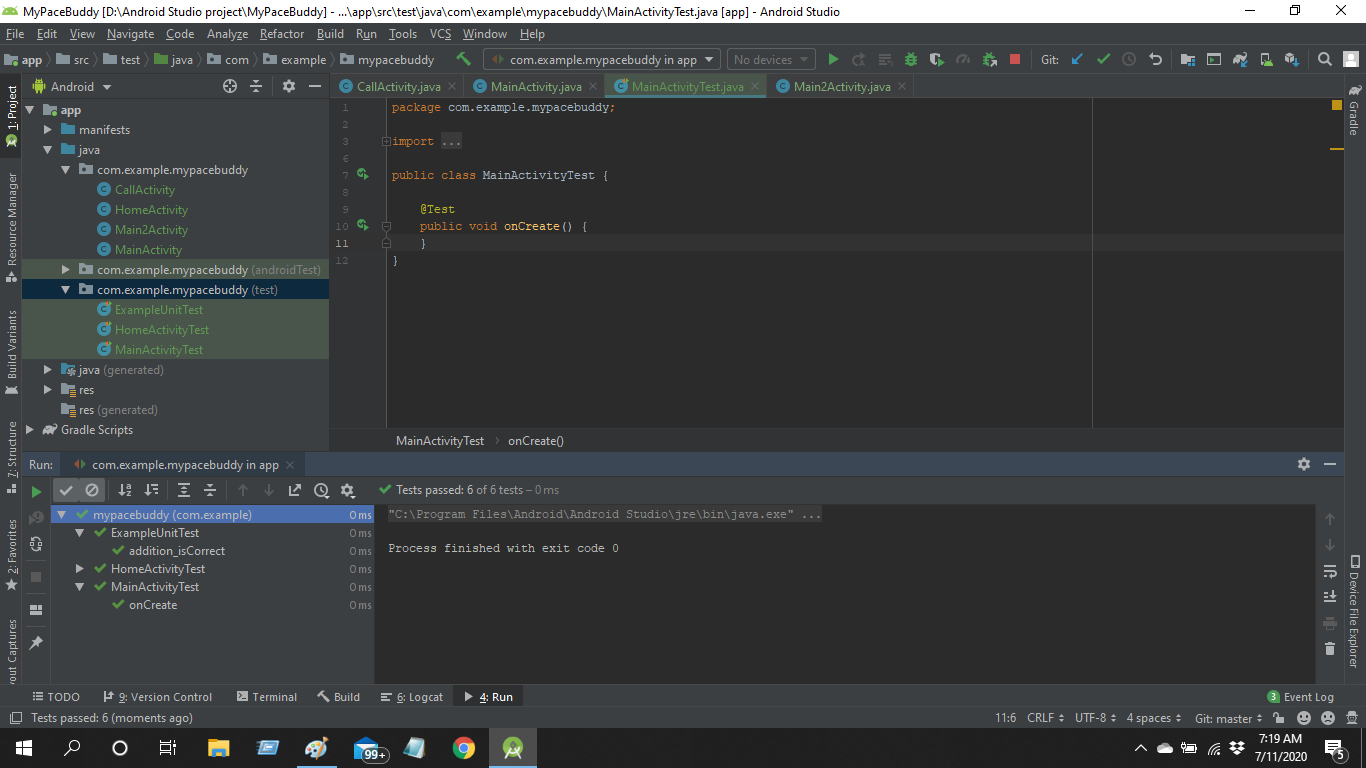 MyPaceBuddy [D:\Android Studio project\MyPaceBuddy] - ...\app\src\test\java\com\example\mypacebuddy\MainActivityTest.java [app] - Android Studio
File Edit View Navigate Code Analyze Refactor Build Run Tools VCS Window Help
app src test java com example mypacebuddy com.example.mypacebuddy in app No devices Git:
1: Project
Resource Manager
Build Variants
7: Structure
2: Favorites
yout Captures
Android
app
manifests
java
com.example.mypacebuddy
CallActivity
HomeActivity
Main2Activity
MainActivity
com.example.mypacebuddy (androidTest)
com.example.mypacebuddy (test)
ExampleUnitTest
HomeActivityTest
MainActivityTest
java (generated)
res
res (generated)
Gradle Scripts
CallActivity.java MainActivity.java MainActivityTest.java Main2Activity.java
1 package com.example.mypacebuddy;
2
3 import ...
6
7 public class MainActivityTest {
8
9 @Test
10 public void onCreate() {
11 }
12 }
MainActivityTest onCreate()
Gradle
Device File Explorer
Run: com.example.mypacebuddy in app
Tests passed: 6 of 6 tests – 0 ms
mypacebuddy (com.example) 0 ms
ExampleUnitTest 0 ms
addition_isCorrect 0 ms
HomeActivityTest 0 ms
MainActivityTest 0 ms
onCreate 0 ms
"C:\Program Files\Android\Android Studio\jre\bin\java.exe" ...
Process finished with exit code 0
TODO 9: Version Control Terminal Build 6: Logcat 4: Run 3 Event Log
Tests passed: 6 (moments ago) 11:6 CRLF UTF-8 4 spaces Git: master
99+
7:19 AM
7/11/2020
5